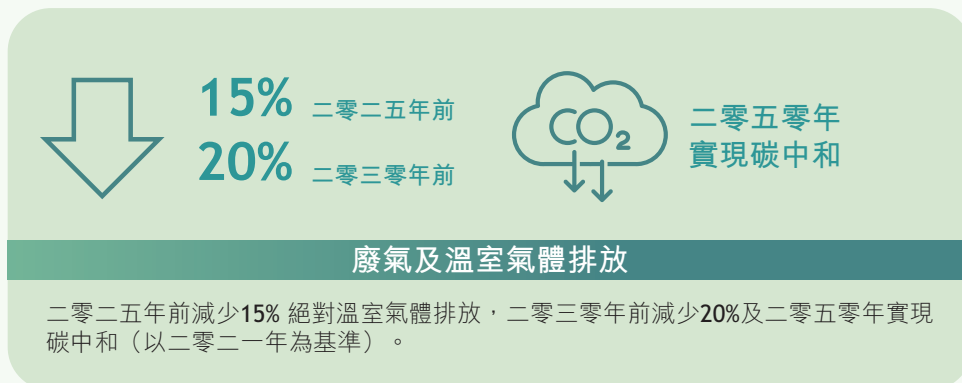 15% 二零二五年前
20% 二零三零年前
CO₂
二零五零年
實現碳中和
廢氣及溫室氣體排放
二零二五年前減少15% 絕對溫室氣體排放，二零三零年前減少20%及二零五零年實現
碳中和（以二零二一年為基準）。